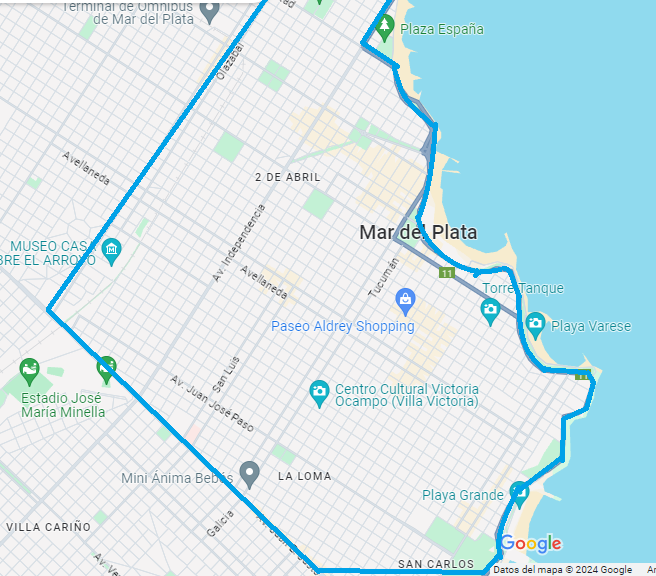 Terminal de Ómnibus
de Mar del Plata
Plaza España
Olazabal
Avellaneda
2 DE ABRIL
MUSEO CASA
BRE EL ARROYO
Av. Independencia
Mar del Plata
Avellaneda
Tucumán
11
Torre Tanque
Paseo Aldrey Shopping
Playa Varese
San Luis
11
Estadio José
María Minella
Av. Juan José Paso
Centro Cultural Victoria
Ocampo (Villa Victoria)
Mini Ánima Bebés
LA LOMA
Playa Grande
VILLA CARIÑO
Galicia
Google
SAN CARLOS
Datos del mapa © 2024 Google